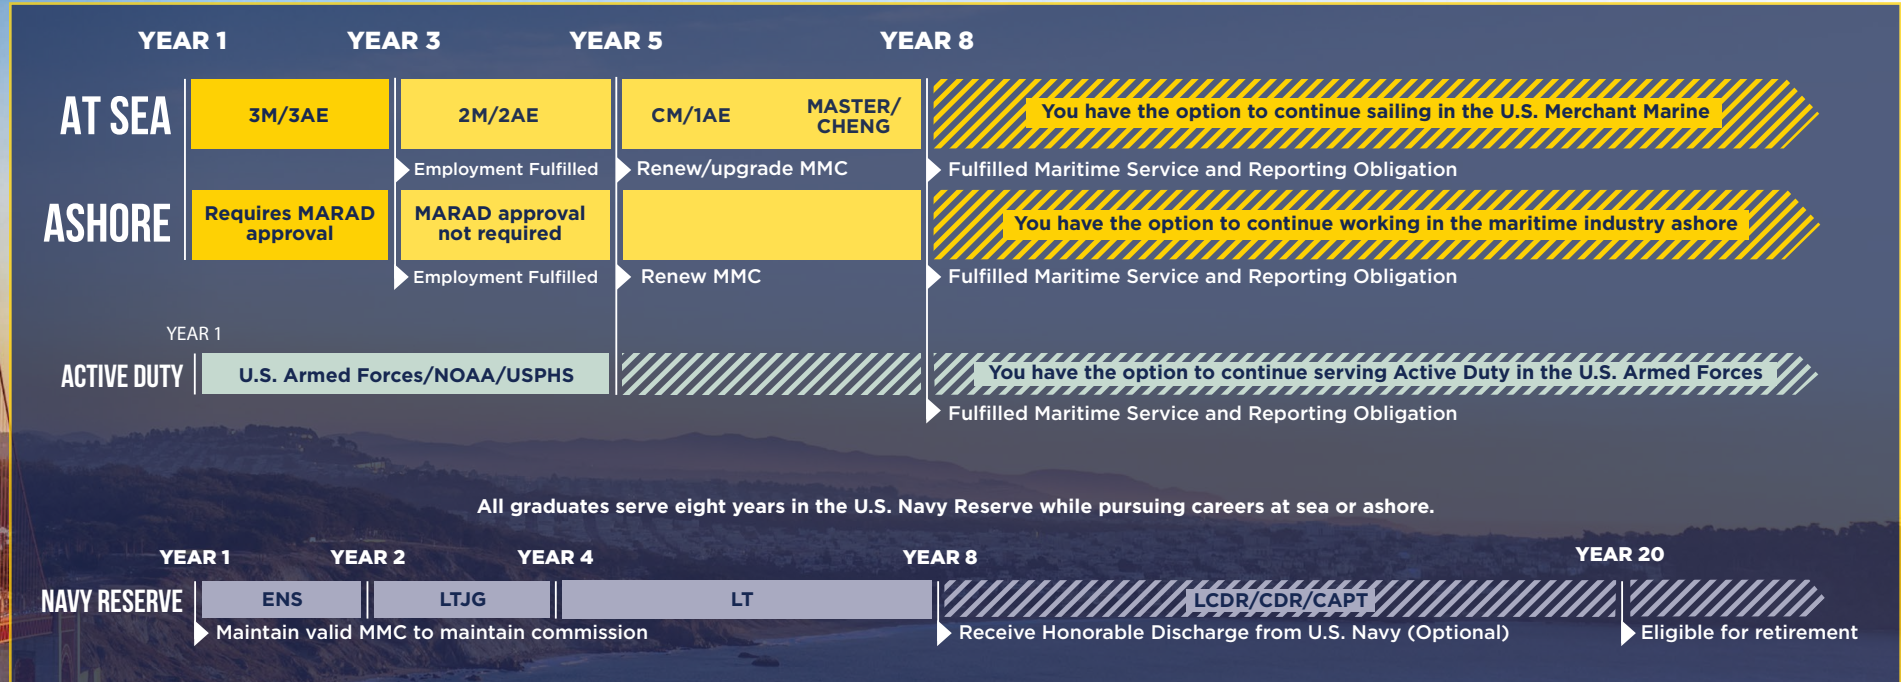 YEAR 1
YEAR 3
YEAR 5
YEAR 8
AT SEA
3M/3AE
2M/2AE
CM/1AE
MASTER/
CHENG
You have the option to continue sailing in the U.S. Merchant Marine
Employment Fulfilled
Renew/upgrade MMC
Fulfilled Maritime Service and Reporting Obligation
ASHORE
Requires MARAD
approval
MARAD approval
not required
You have the option to continue working in the maritime industry ashore
Employment Fulfilled
Renew MMC
Fulfilled Maritime Service and Reporting Obligation
YEAR 1
ACTIVE DUTY
U.S. Armed Forces/NOAA/USPHS
You have the option to continue serving Active Duty in the U.S. Armed Forces
Fulfilled Maritime Service and Reporting Obligation
All graduates serve eight years in the U.S. Navy Reserve while pursuing careers at sea or ashore.
YEAR 1
YEAR 2
YEAR 4
YEAR 8
YEAR 20
NAVY RESERVE
ENS
LTJG
LT
LCDR/CDR/CAPT
Maintain valid MMC to maintain commission
Receive Honorable Discharge from U.S. Navy (Optional)
Eligible for retirement